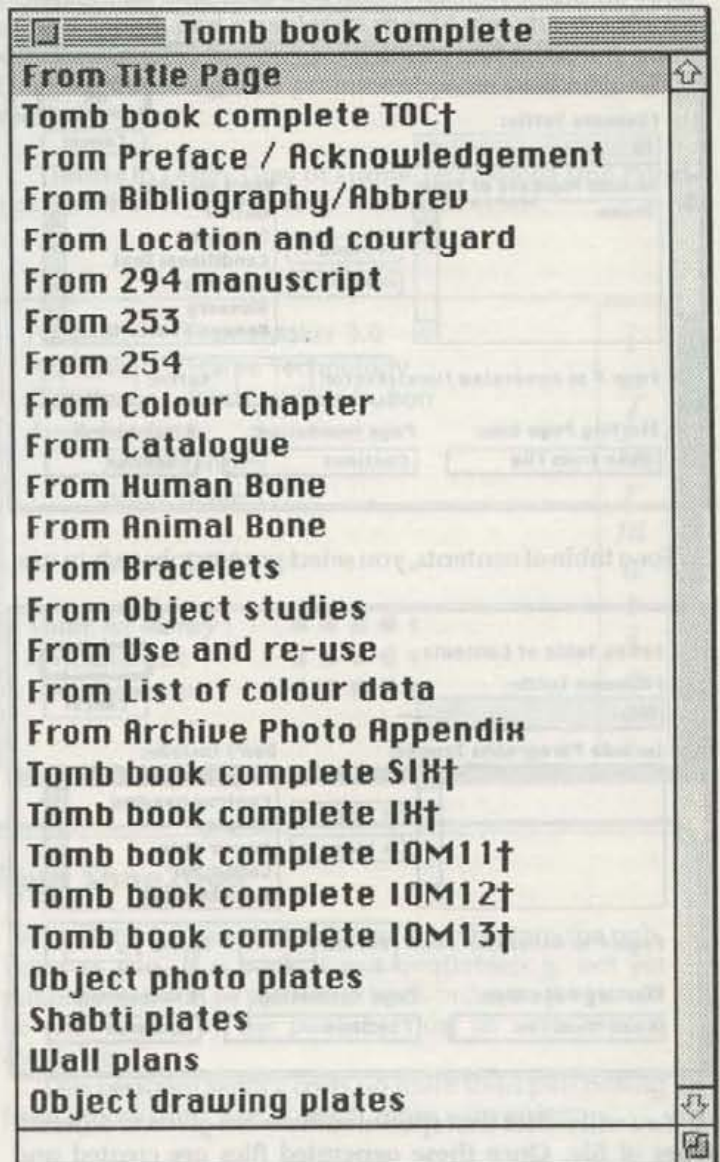 Tomb book complete
From Title Page
Tomb book complete TOC†
From Preface / Acknowledgement
From Bibliography/Abbrev
From Location and courtyard
From 294 manuscript
From 253
From 254
From Colour Chapter
From Catalogue
From Human Bone
From Animal Bone
From Bracelets
From Object studies
From Use and re-use
From List of colour data
From Archive Photo Appendix
Tomb book complete SIX†
Tomb book complete IX†
Tomb book complete IOM11†
Tomb book complete IOM12†
Tomb book complete IOM13†
Object photo plates
Shabti plates
Wall plans
Object drawing plates